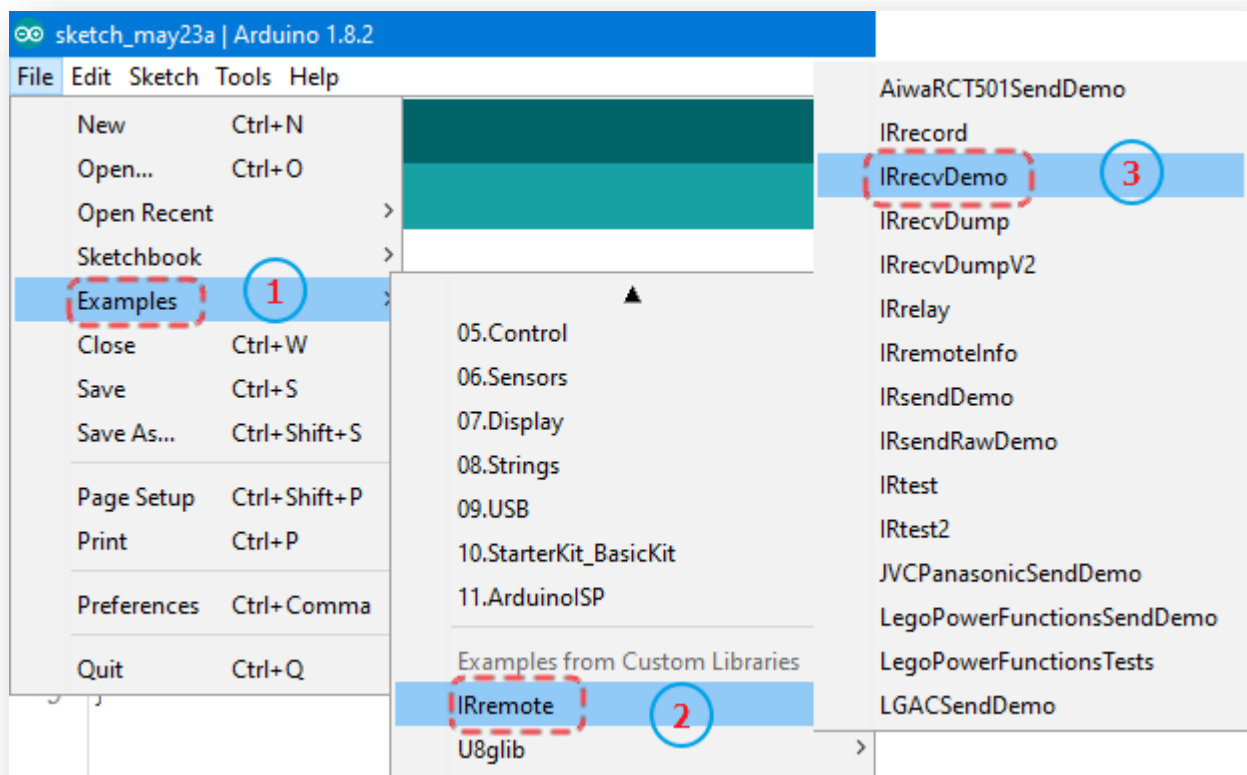 sketch_may23a | Arduino 1.8.2
File Edit Sketch Tools Help
New Ctrl+N
Open... Ctrl+O
Open Recent >
Sketchbook >
Examples 1 >
Close Ctrl+W
Save Ctrl+S
Save As... Ctrl+Shift+S
Page Setup Ctrl+Shift+P
Print Ctrl+P
Preferences Ctrl+Comma
Quit Ctrl+Q
05.Control
06.Sensors
07.Display
08.Strings
09.USB
10.StarterKit_BasicKit
11.ArduinoISP
Examples from Custom Libraries
IRremote 2
U8glib >
AiwaRCT501SendDemo
IRrecord
IRrecvDemo 3
IRrecvDump
IRrecvDumpV2
IRrelay
IRremoteInfo
IRsendDemo
IRsendRawDemo
IRtest
IRtest2
JVCPanasonicSendDemo
LegoPowerFunctionsSendDemo
LegoPowerFunctionsTests
LGACSendDemo